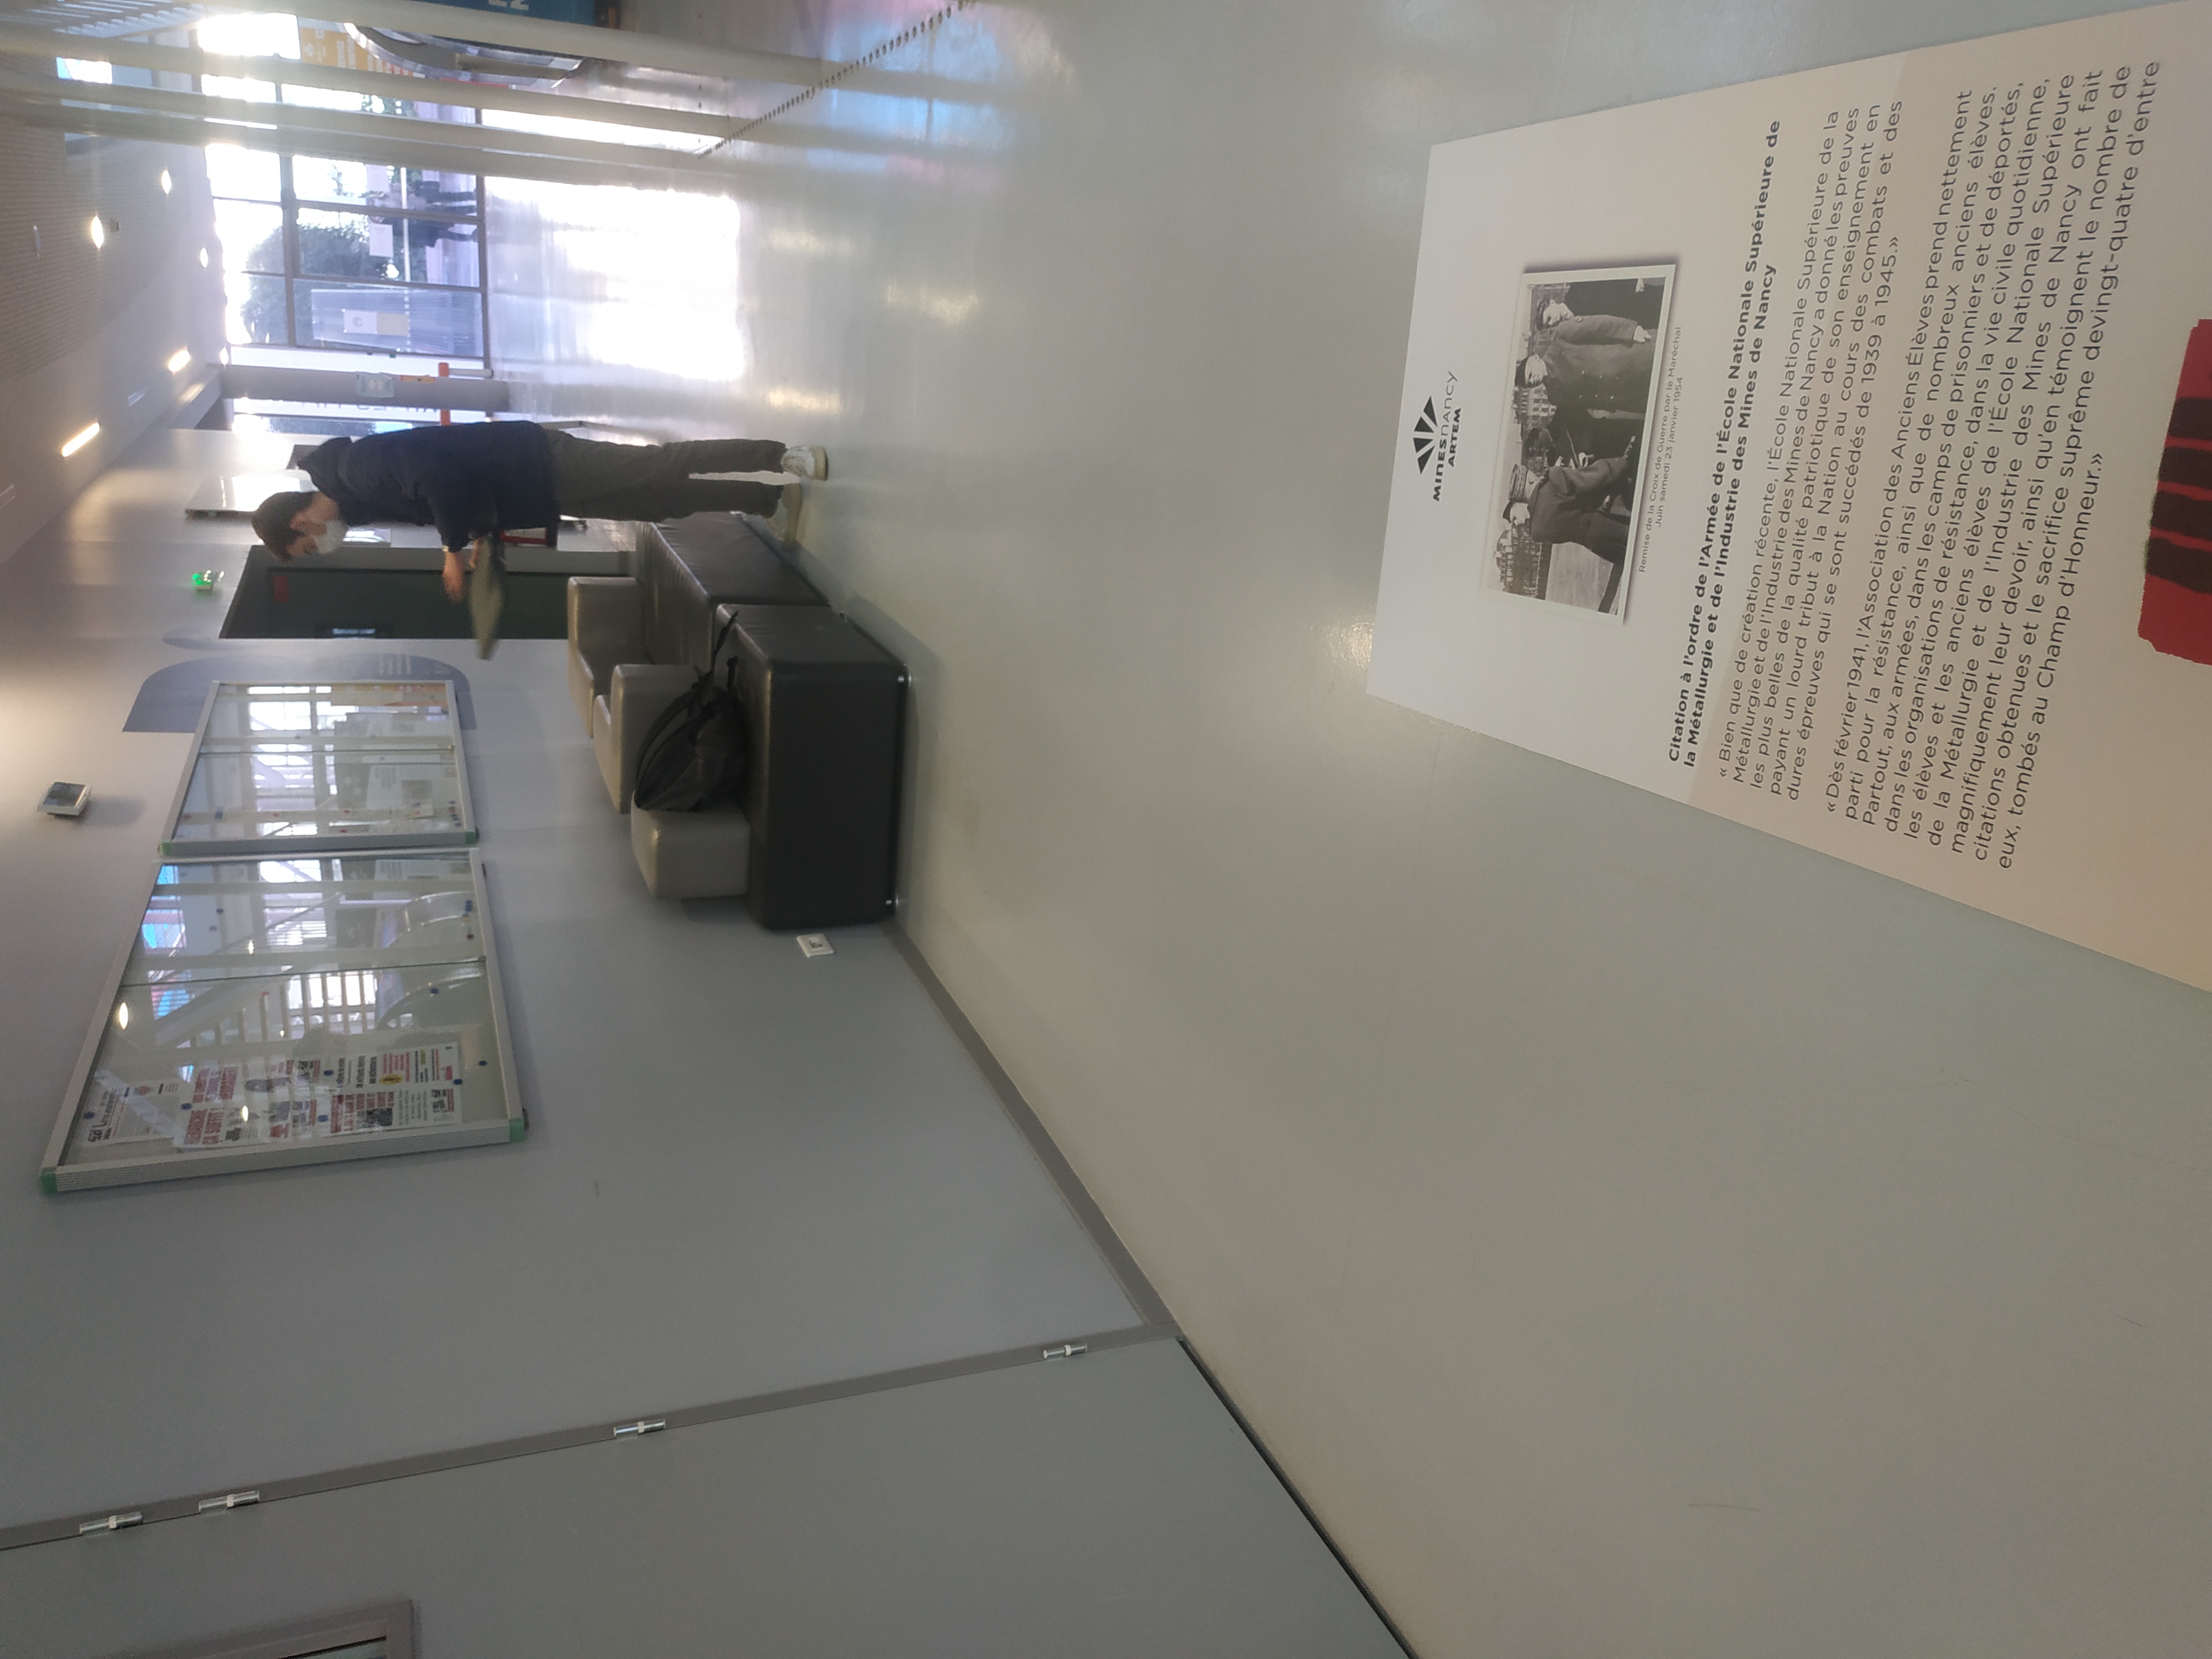 HIÉRARCHIE
ÇA SUFFIT !
MINESNANCY
ARTEM
Remise de la Croix de Guerre par le Maréchal
Juin samedi 23 janvier 1954
Citation à l'ordre de l'Armée de l'École Nationale Supérieure de
la Métallurgie et de l'Industrie des Mines de Nancy
« Bien que de création récente, l'École Nationale Supérieure de la
Métallurgie et de l'Industrie des Mines de Nancy a donné les preuves
les plus belles de la qualité patriotique de son enseignement en
payant un lourd tribut à la Nation au cours des combats et des
dures épreuves qui se sont succédés de 1939 à 1945.»
« Dès février 1941, l'Association des Anciens Élèves prend nettement
parti pour la résistance, ainsi que de nombreux anciens élèves.
Partout, aux armées, dans les camps de prisonniers et de déportés,
dans les organisations de résistance, dans la vie civile quotidienne,
les élèves et les anciens élèves de l'École Nationale Supérieure
de la Métallurgie et de l'Industrie des Mines de Nancy ont fait
magnifiquement leur devoir, ainsi qu'en témoignent le nombre de
citations obtenues et le sacrifice suprême devingt-quatre d'entre
eux, tombés au Champ d'Honneur.»